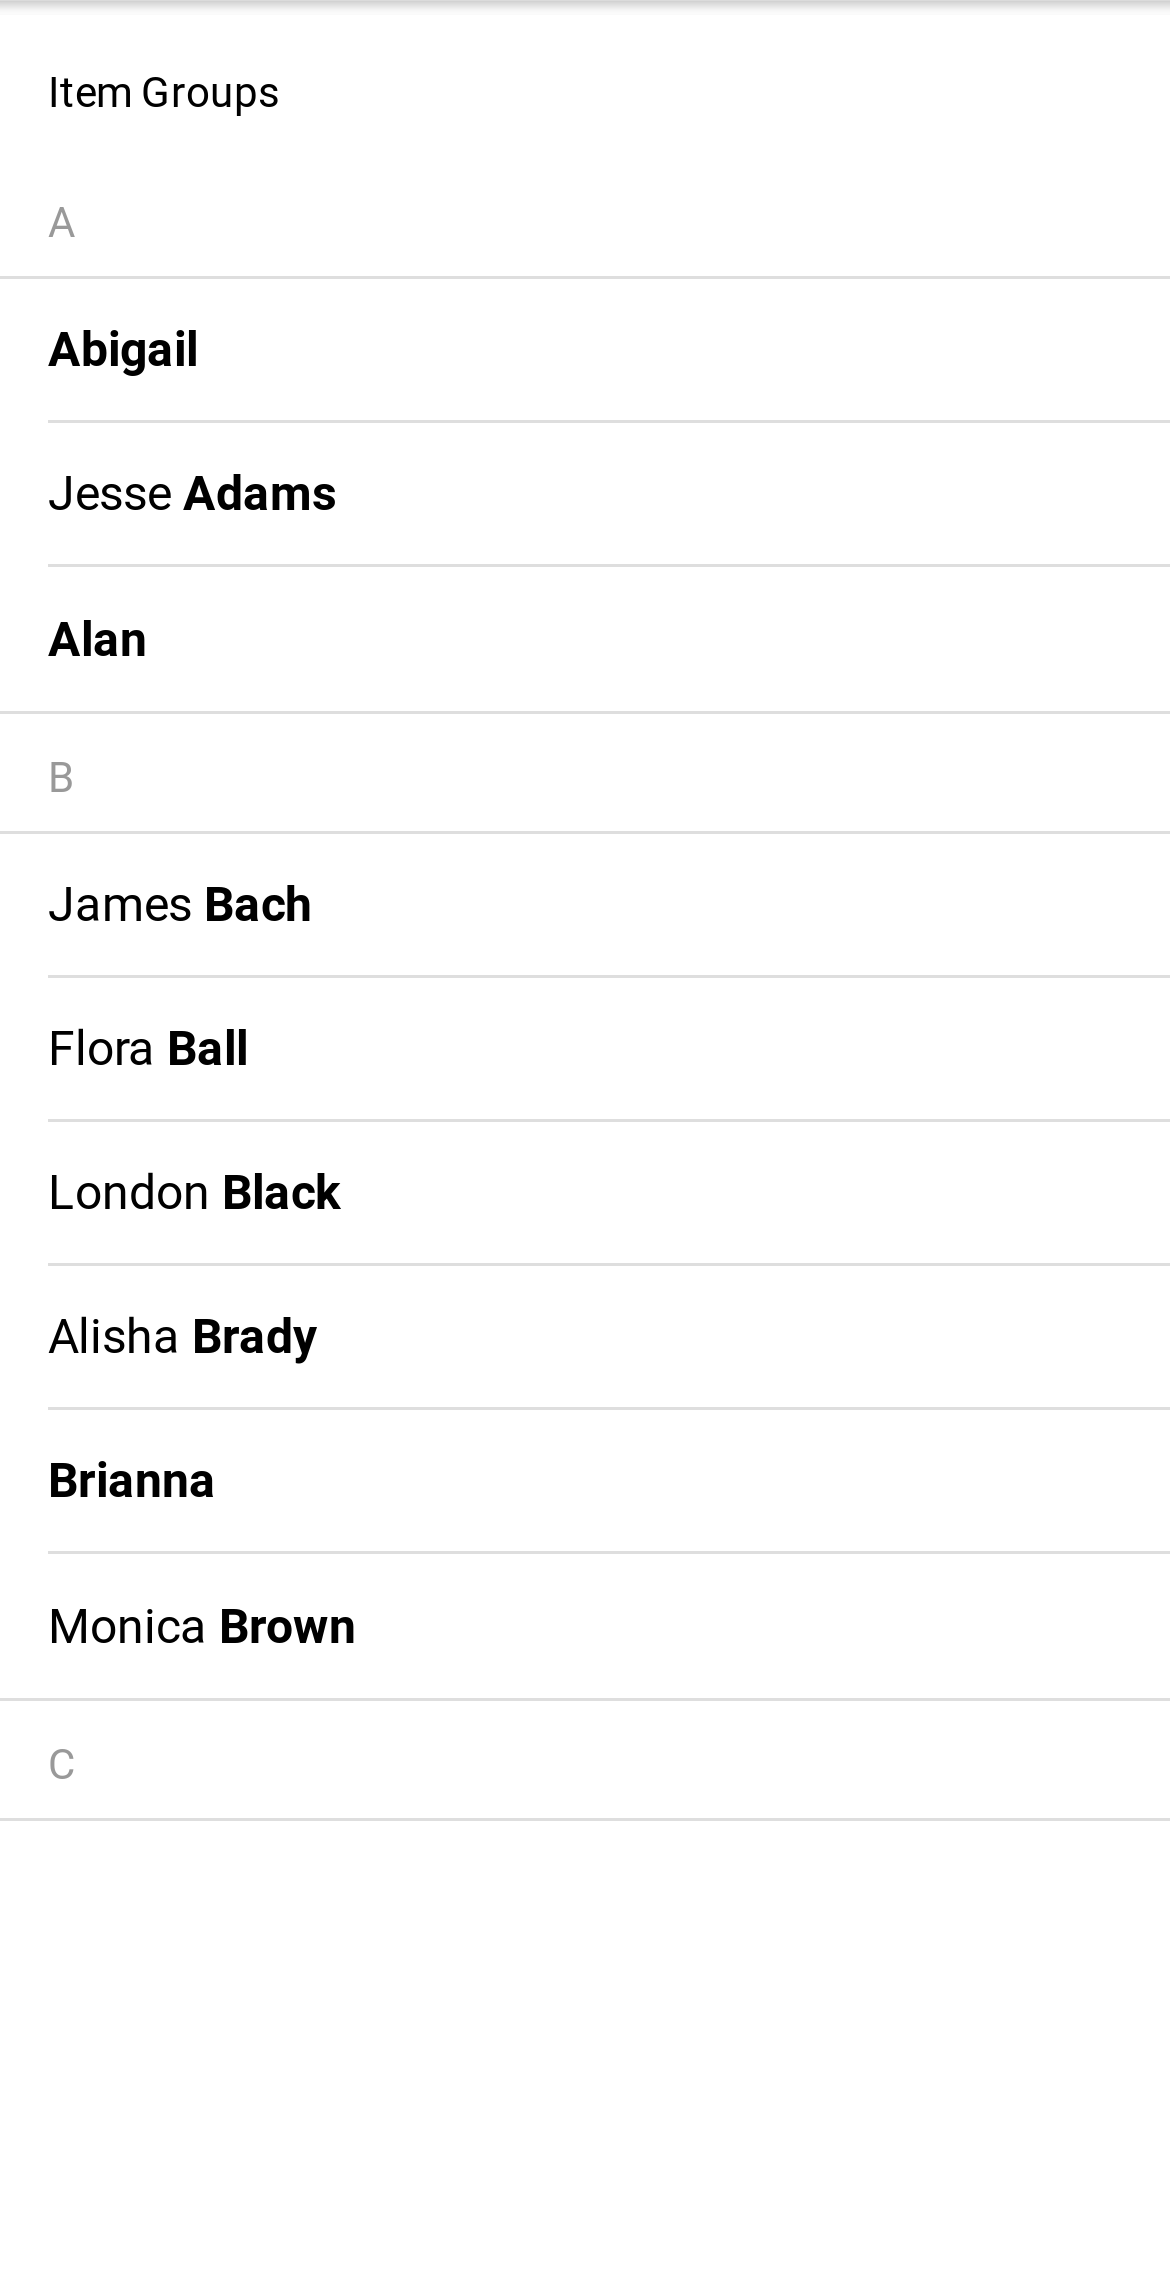 Item Groups
A
Abigail
Jesse Adams
Alan
B
James Bach
Flora Ball
London Black
Alisha Brady
Brianna
Monica Brown
C